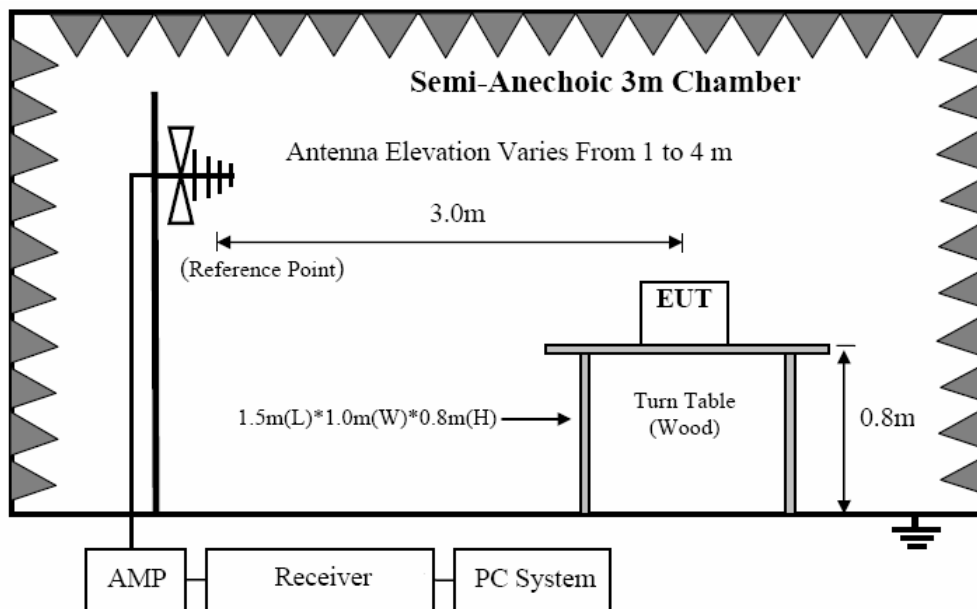 Semi-Anechoic 3m Chamber
Antenna Elevation Varies From 1 to 4 m
3.0m
(Reference Point)
EUT
1.5m(L)*1.0m(W)*0.8m(H)
Turn Table
(Wood)
0.8m
AMP
Receiver
PC System